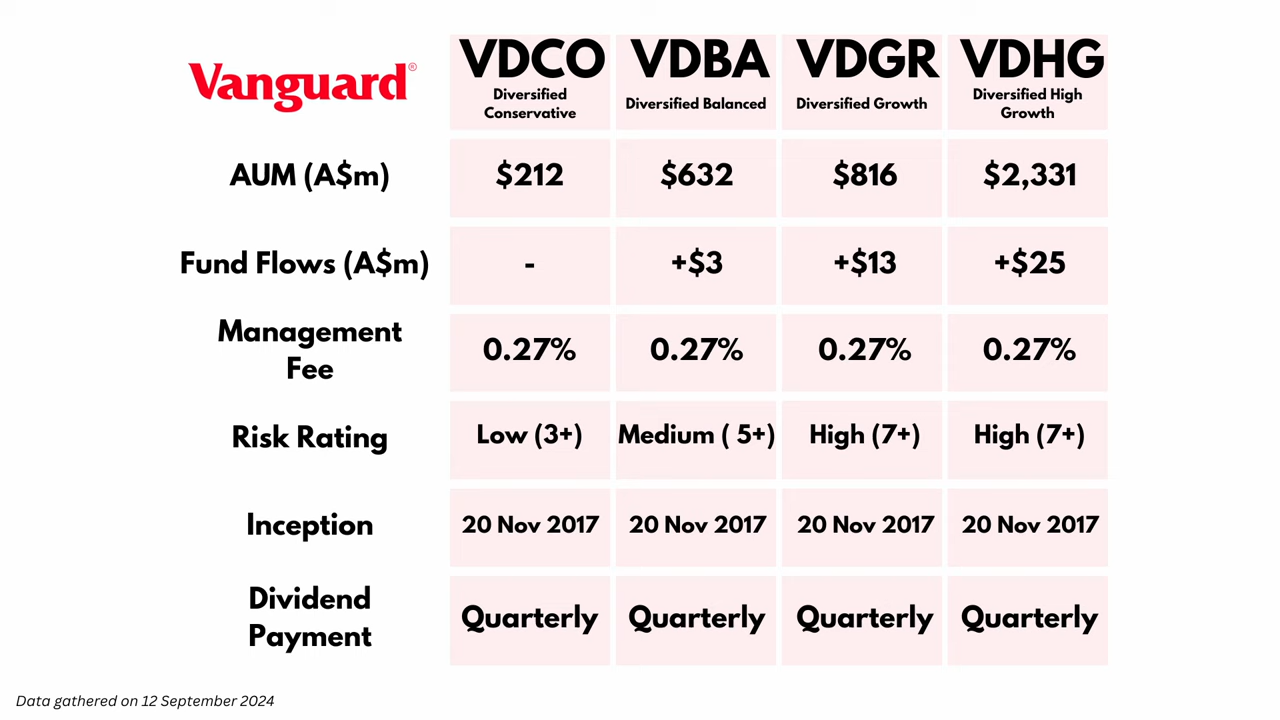 Vanguard®
VDCO VDBA VDGR VDHG
Diversified Conservative
Diversified Balanced
Diversified Growth
Diversified High Growth
AUM (A$m) $212 $632 $816 $2,331
Fund Flows (A$m) - +$3 +$13 +$25
Management Fee 0.27% 0.27% 0.27% 0.27%
Risk Rating Low (3+) Medium ( 5+) High (7+) High (7+)
Inception 20 Nov 2017 20 Nov 2017 20 Nov 2017 20 Nov 2017
Dividend Payment Quarterly Quarterly Quarterly Quarterly
Data gathered on 12 September 2024